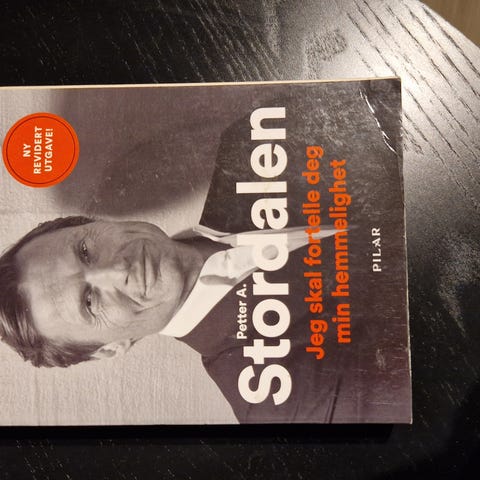 NY
REVIDERT
UTGAVE!
Petter A.
Stordalen
Jeg skal fortelle deg
min hemmelighet
PILAR